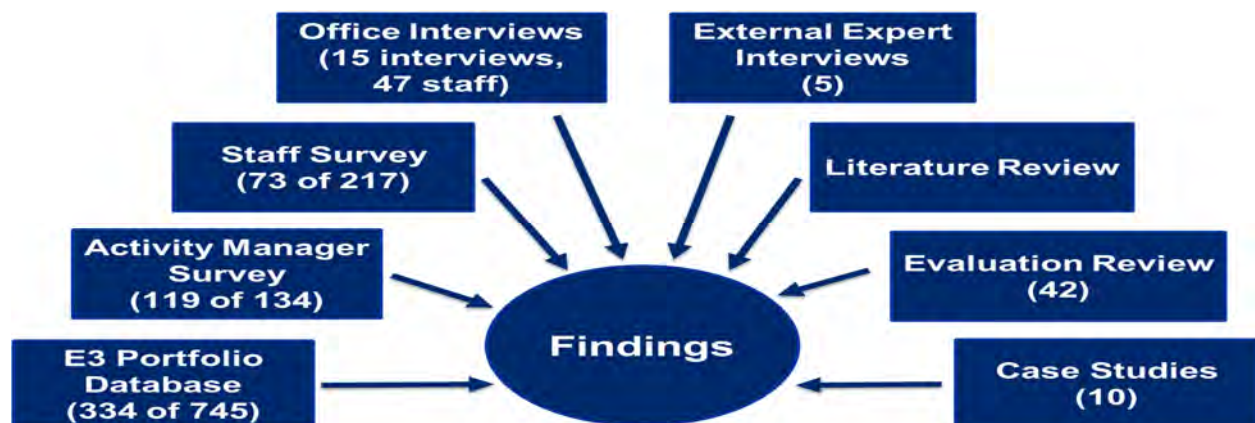 Office Interviews
(15 interviews,
47 staff)
External Expert
Interviews
(5)
Staff Survey
(73 of 217)
Literature Review
Activity Manager
Survey
(119 of 134)
Evaluation Review
(42)
Findings
E3 Portfolio
Database
(334 of 745)
Case Studies
(10)